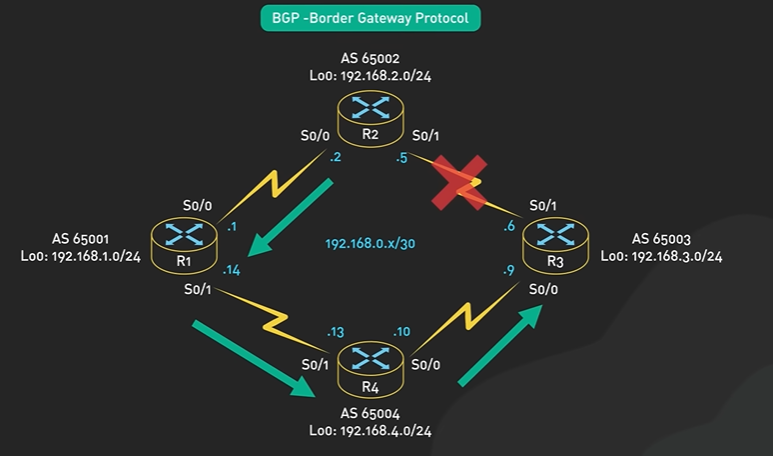 BGP -Border Gateway Protocol
AS 65002
Lo0: 192.168.2.0/24
R2
S0/0
S0/1
.2
.5
S0/0
S0/1
.1
.6
AS 65001
Lo0: 192.168.1.0/24
R1
192.168.0.x/30
R3
AS 65003
Lo0: 192.168.3.0/24
.14
.9
S0/1
S0/0
.13
.10
S0/1
S0/0
R4
AS 65004
Lo0: 192.168.4.0/24